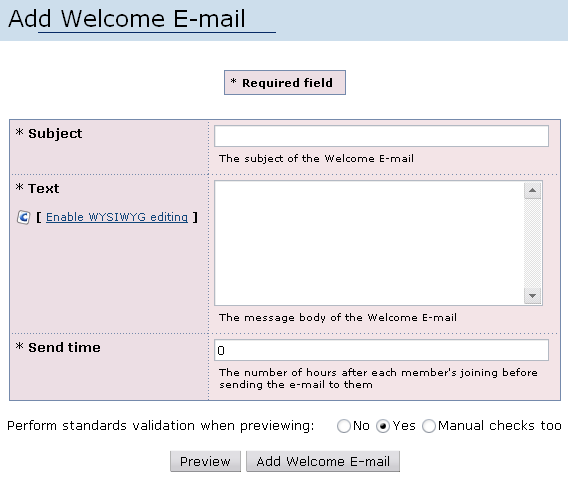 Add Welcome E-mail
* Required field
* Subject
The subject of the Welcome E-mail
* Text
[ Enable WYSIWYG editing ]
The message body of the Welcome E-mail
* Send time
0
The number of hours after each member's joining before
sending the e-mail to them
Perform standards validation when previewing: No Yes Manual checks too
Preview Add Welcome E-mail